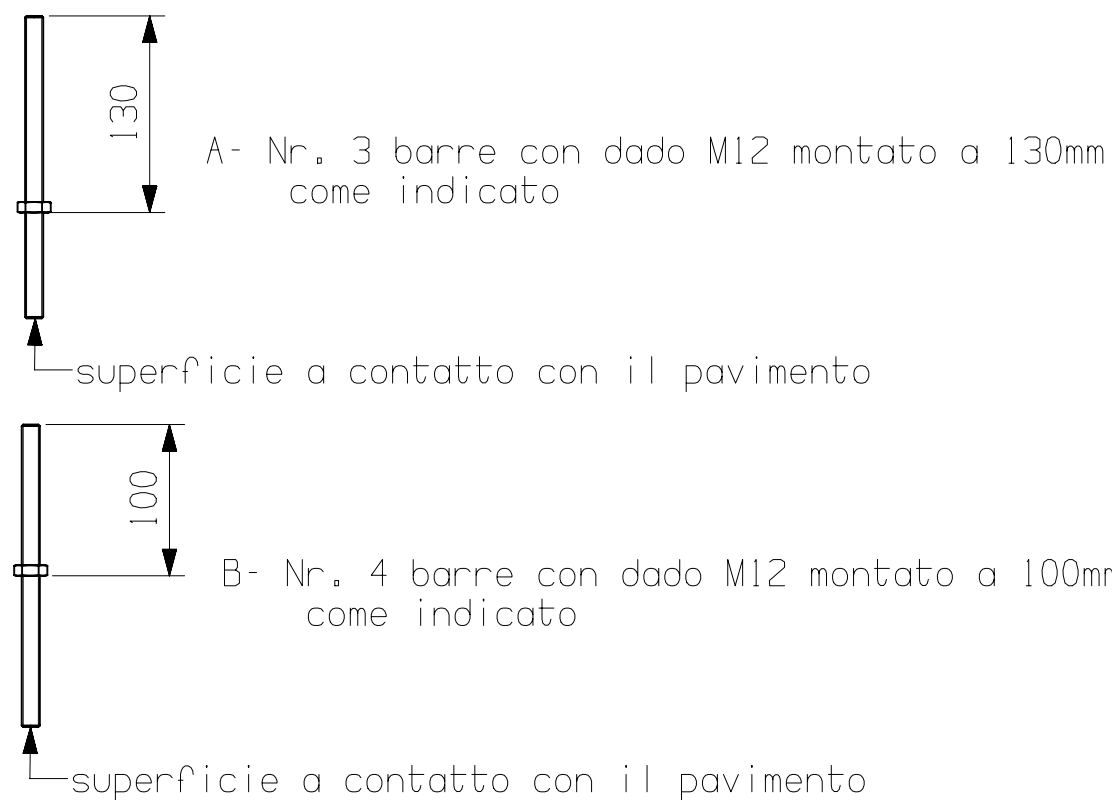 130
A- Nr. 3 barre con dado M12 montato a 130mm
come indicato
superficie a contatto con il pavimento
100
B- Nr. 4 barre con dado M12 montato a 100mm
come indicato
superficie a contatto con il pavimento